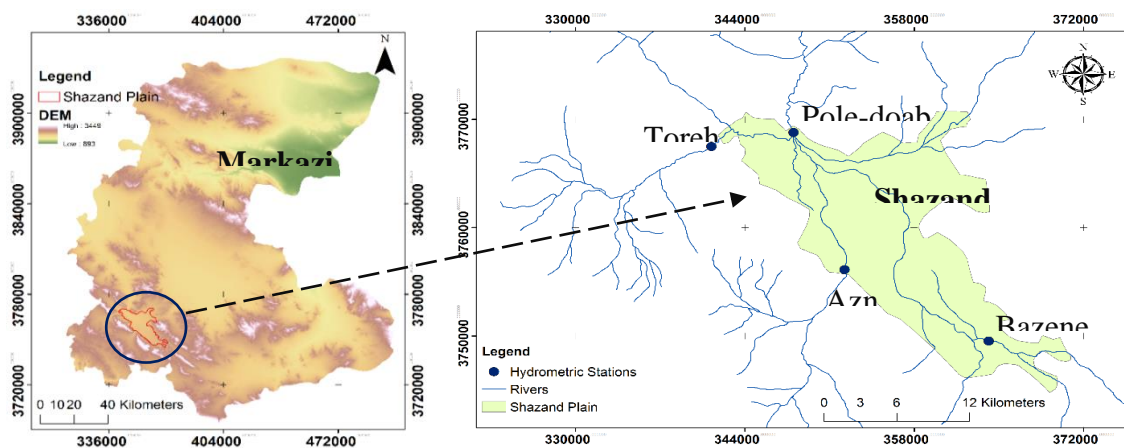 336000 404000 472000
N
Legend
Shazand Plain
DEM
High : 3449
Low : 893
Markazi
3900000
3840000
3780000
3720000
3900000
3840000
3780000
3720000
0 10 20 40 Kilometers
336000 404000 472000
330000 344000 358000 372000
N
W E
S
Toreh
Pole-doab
Shazand
Azn
Bazene
3770000
3760000
3750000
Legend
Hydrometric Stations
Rivers
Shazand Plain
0 3 6 12 Kilometers
330000 344000 358000 372000